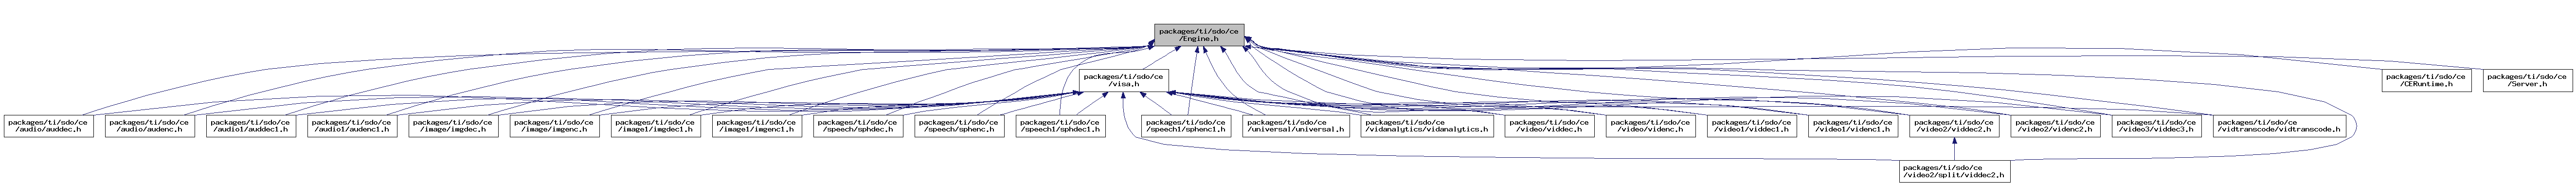 packages/ti/sdo/ce
/Engine.h
packages/ti/sdo/ce
/visa.h
packages/ti/sdo/ce
/CERuntime.h
packages/ti/sdo/ce
/Server.h
packages/ti/sdo/ce
/audio/auddec.h
packages/ti/sdo/ce
/audio/audenc.h
packages/ti/sdo/ce
/audio1/auddec1.h
packages/ti/sdo/ce
/audio1/audenc1.h
packages/ti/sdo/ce
/image/imgdec.h
packages/ti/sdo/ce
/image/imgenc.h
packages/ti/sdo/ce
/image1/imgdec1.h
packages/ti/sdo/ce
/image1/imgenc1.h
packages/ti/sdo/ce
/speech/sphdec.h
packages/ti/sdo/ce
/speech/sphenc.h
packages/ti/sdo/ce
/speech1/sphdec1.h
packages/ti/sdo/ce
/speech1/sphenc1.h
packages/ti/sdo/ce
/universal/universal.h
packages/ti/sdo/ce
/vidanalytics/vidanalytics.h
packages/ti/sdo/ce
/video/viddec.h
packages/ti/sdo/ce
/video/videnc.h
packages/ti/sdo/ce
/video1/viddec1.h
packages/ti/sdo/ce
/video1/videnc1.h
packages/ti/sdo/ce
/video2/viddec2.h
packages/ti/sdo/ce
/video2/videnc2.h
packages/ti/sdo/ce
/video3/viddec3.h
packages/ti/sdo/ce
/vidtranscode/vidtranscode.h
packages/ti/sdo/ce
/video2/split/viddec2.h